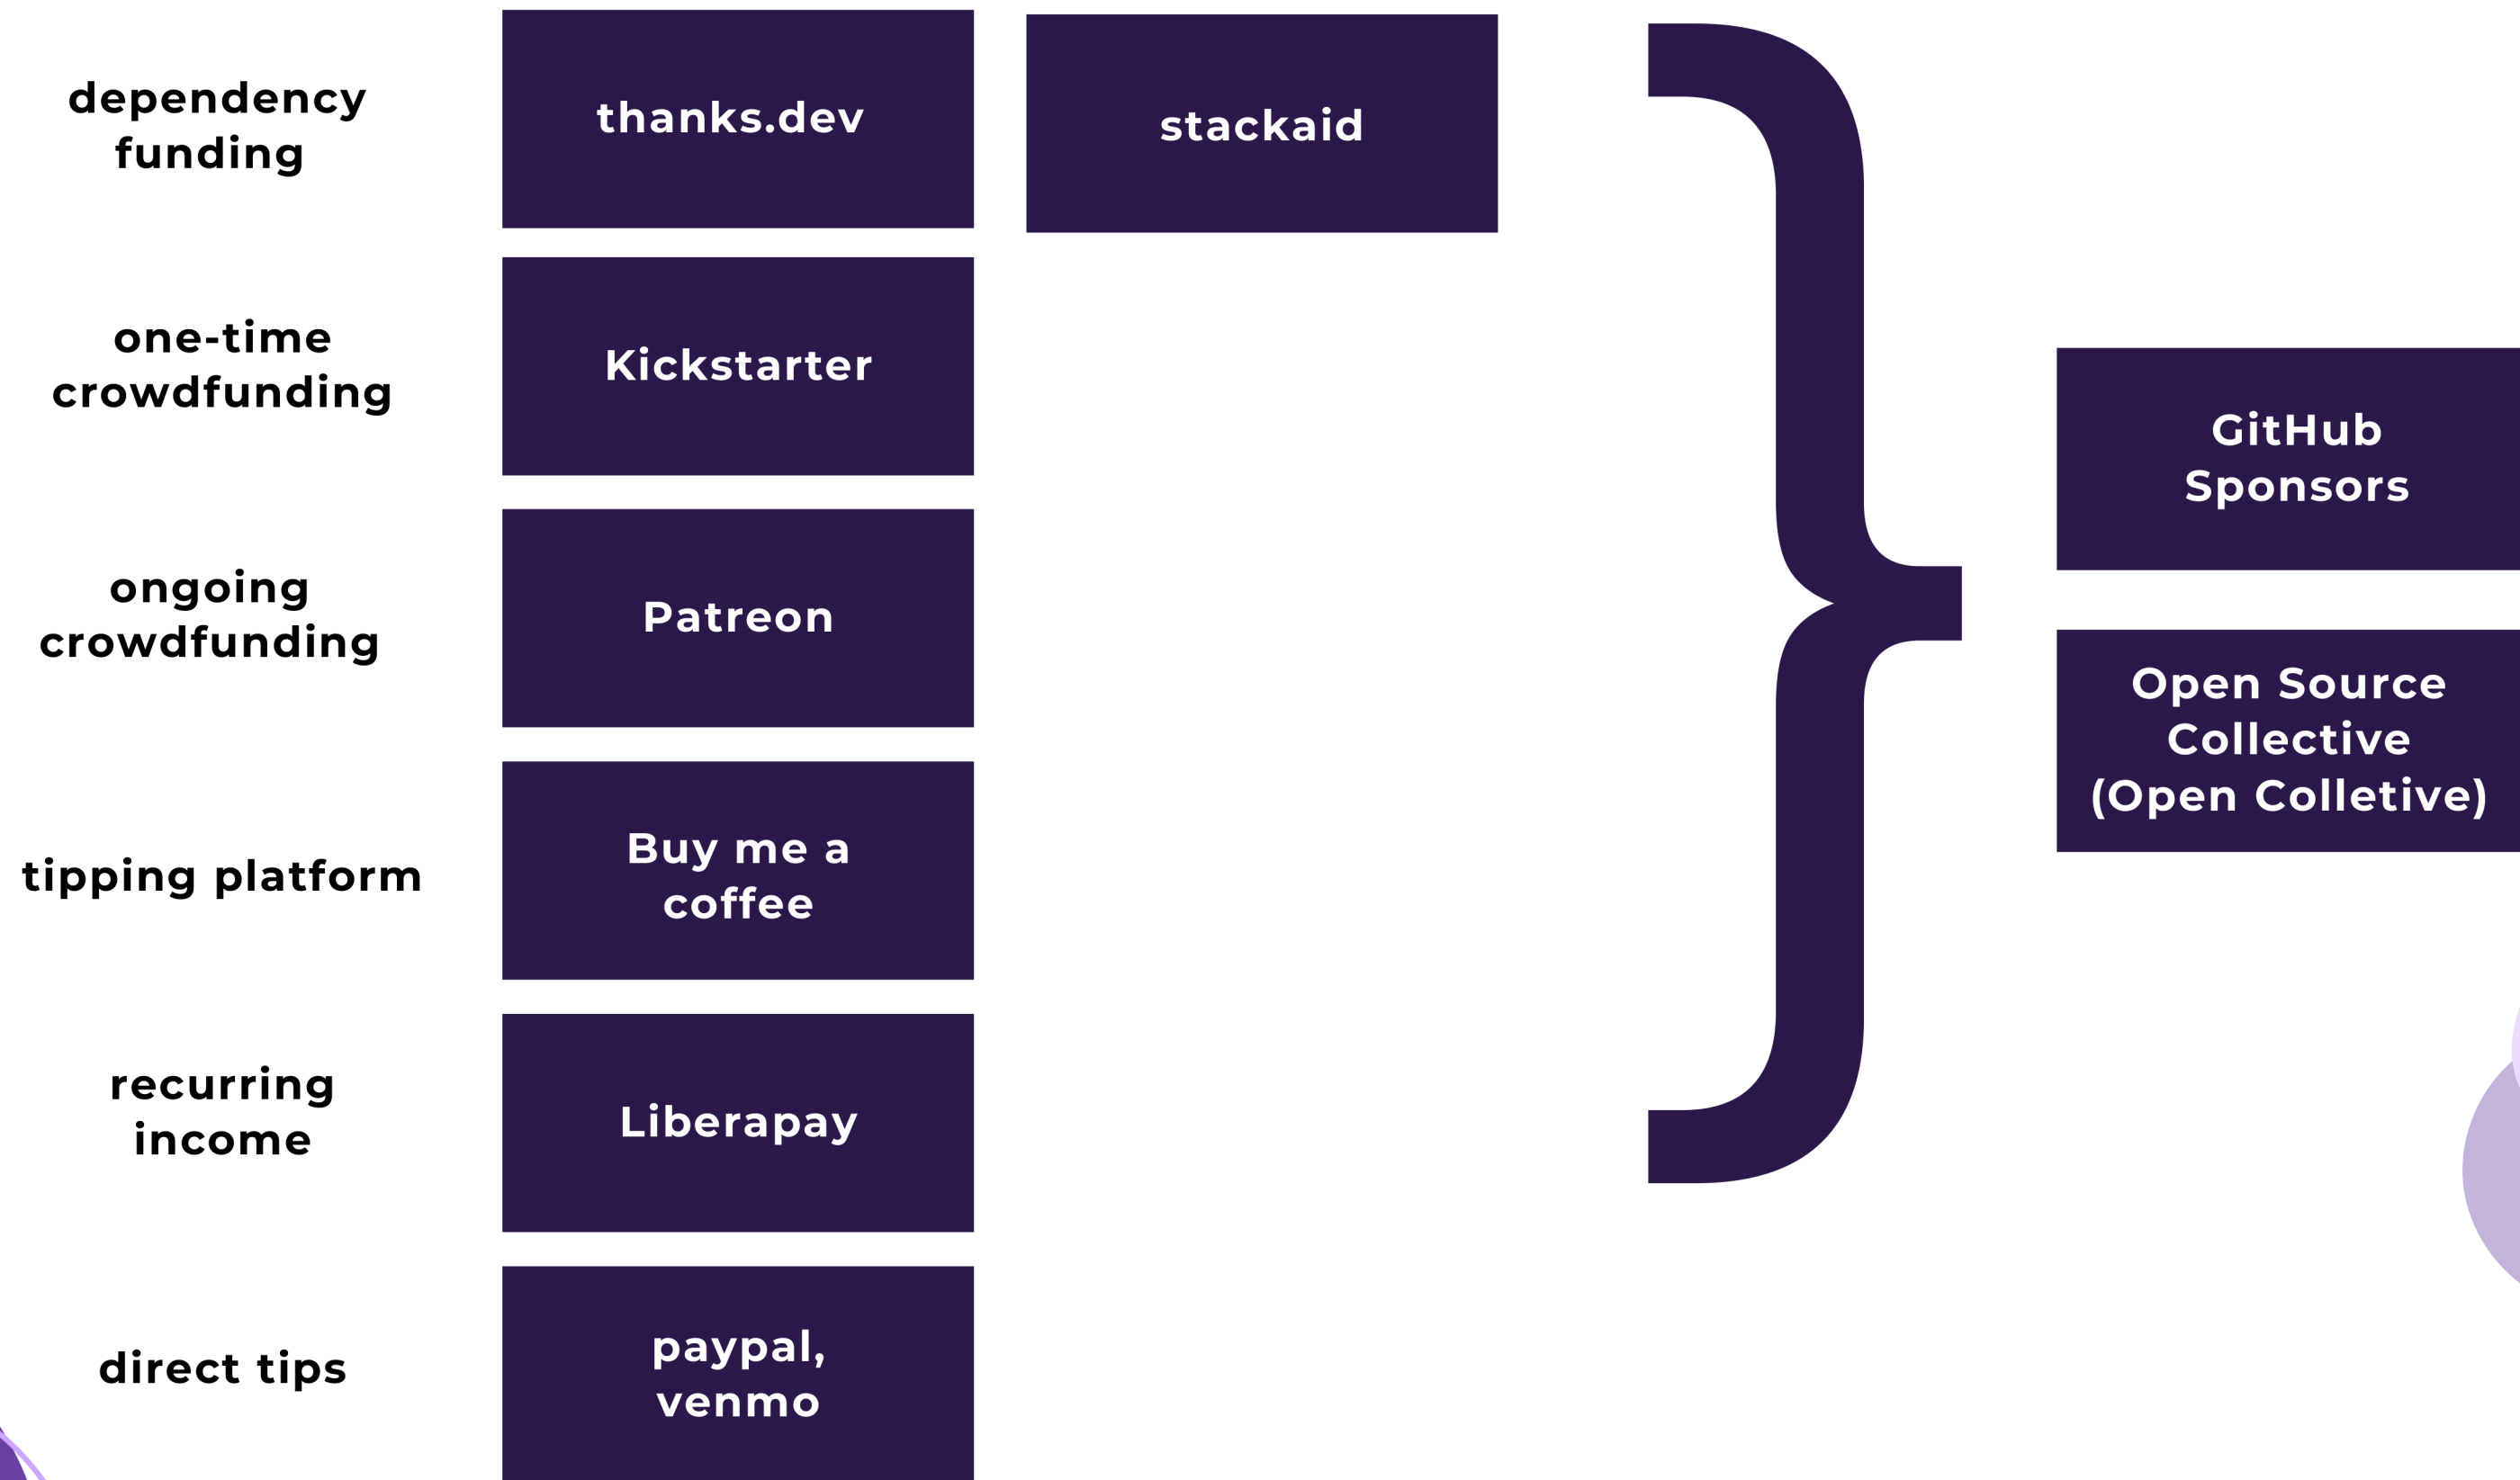 dependency
funding
thanks.dev
stackaid
one-time
crowdfunding
Kickstarter
ongoing
crowdfunding
Patreon
tipping platform
Buy me a
coffee
recurring
income
Liberapay
direct tips
paypal,
venmo
GitHub
Sponsors
Open Source
Collective
(Open Colletive)